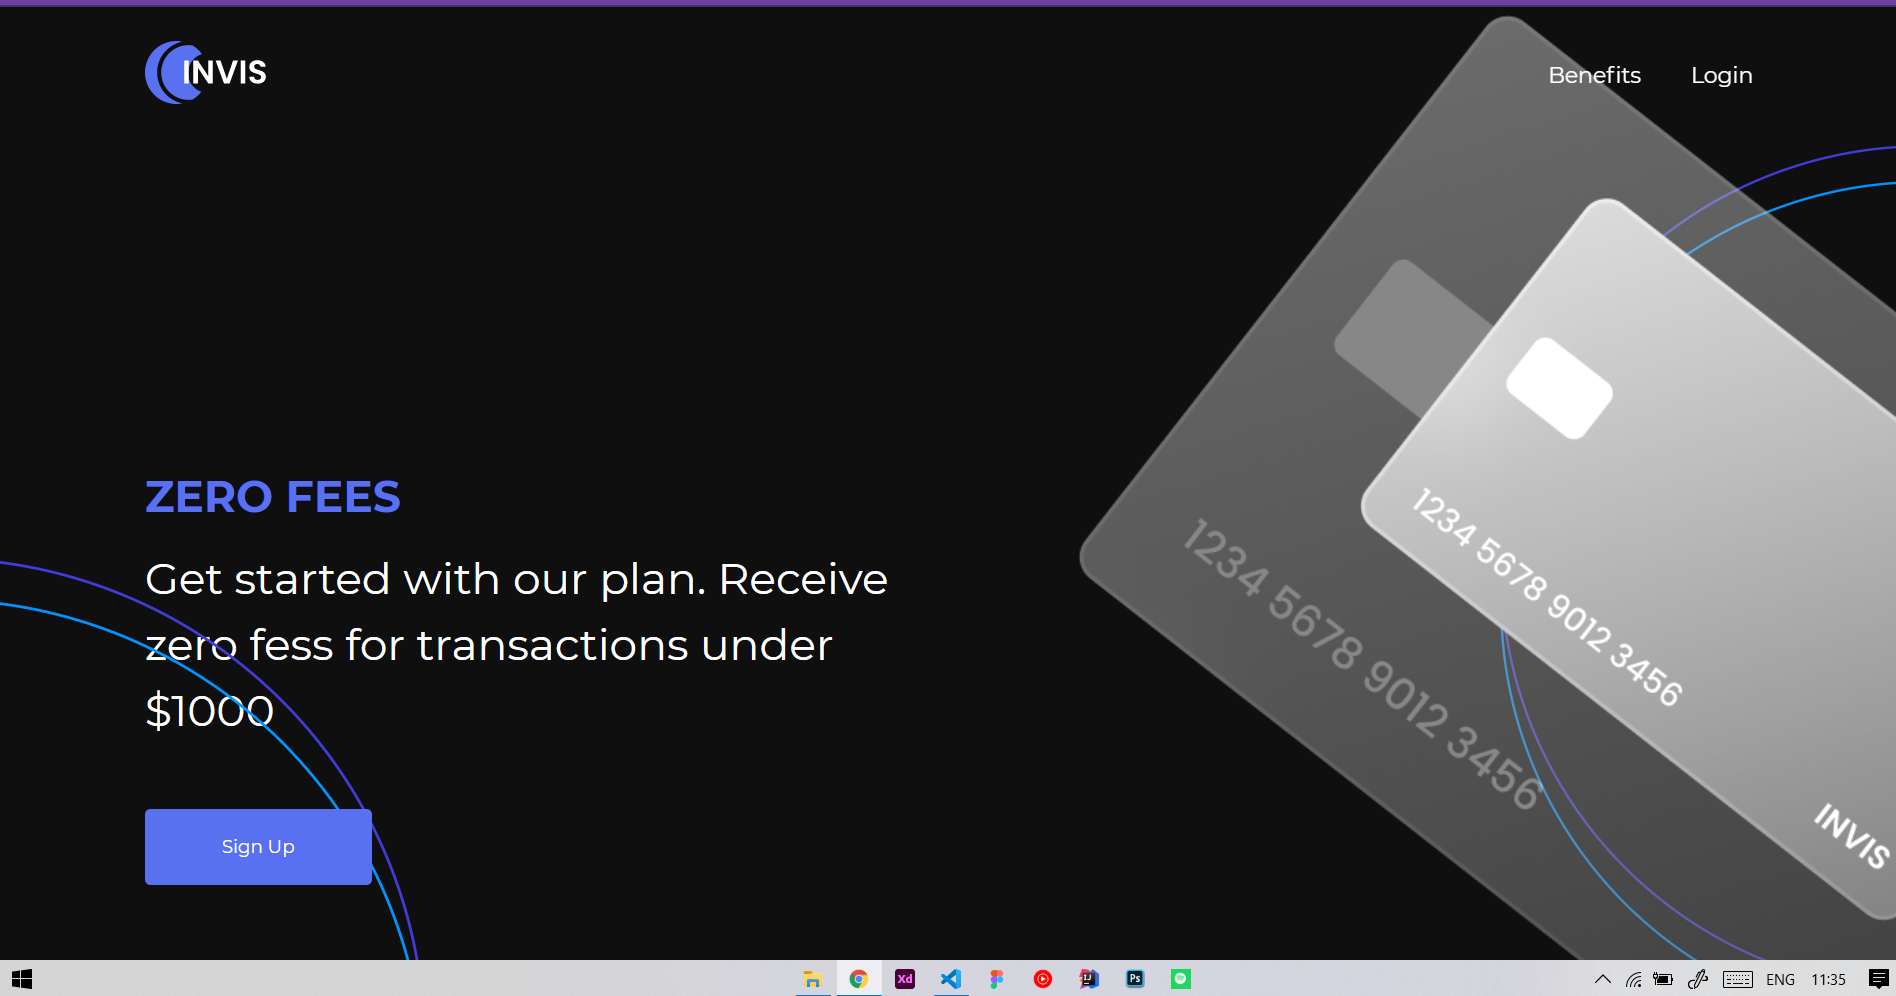 INVIS
Benefits
Login
ZERO FEES
Get started with our plan. Receive
zero fess for transactions under
$1000
Sign Up
1234 5678 9012 3456
1234 5678 9012 3456
INVIS
Xd
IJ
Ps
ENG
11:35